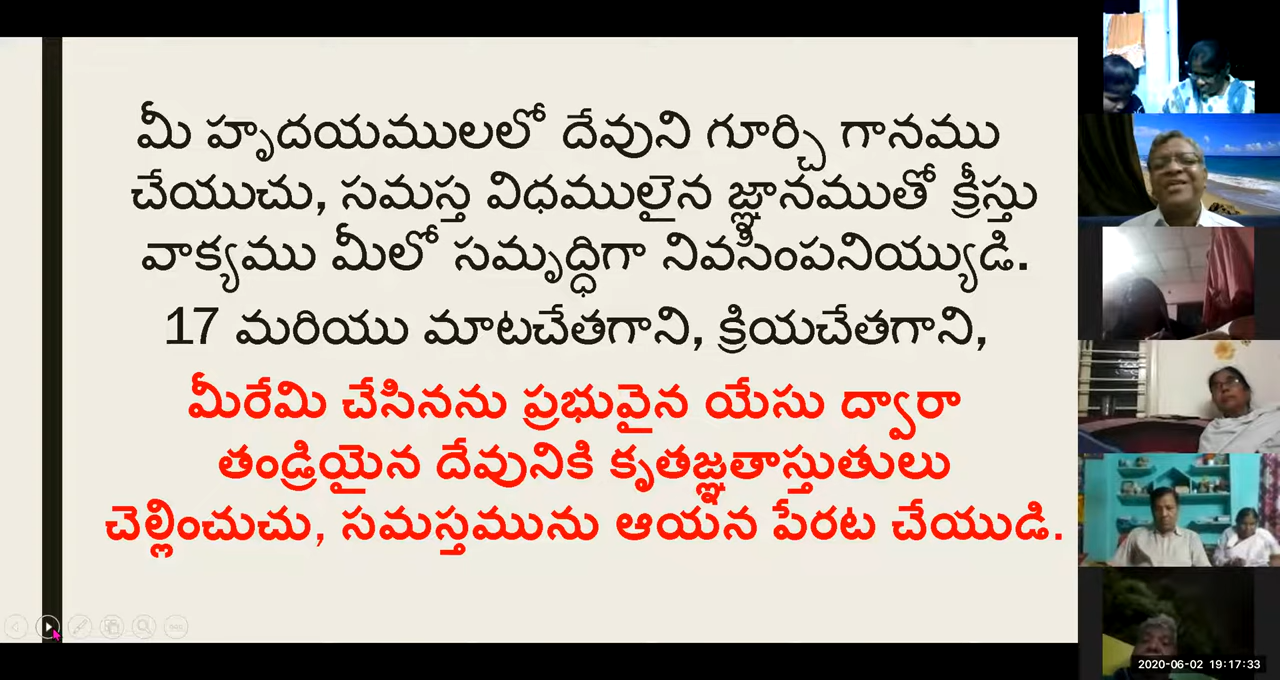 మీ హృదయములలో దేవుని గూర్చి గానము
చేయుచు, సమస్త విధములైన జ్ఞానముతో క్రీస్తు
వాక్యము మీలో సమృద్ధిగా నివసింపనియ్యుడి.
17 మరియు మాటచేతగాని, క్రియచేతగాని,
మీరేమి చేసినను ప్రభువైన యేసు ద్వారా
తండ్రియైన దేవునికి కృతజ్ఞతాస్తుతులు
చెల్లించుచు, సమస్తమును ఆయన పేరట చేయుడి.
2020-06-02 19:17:33